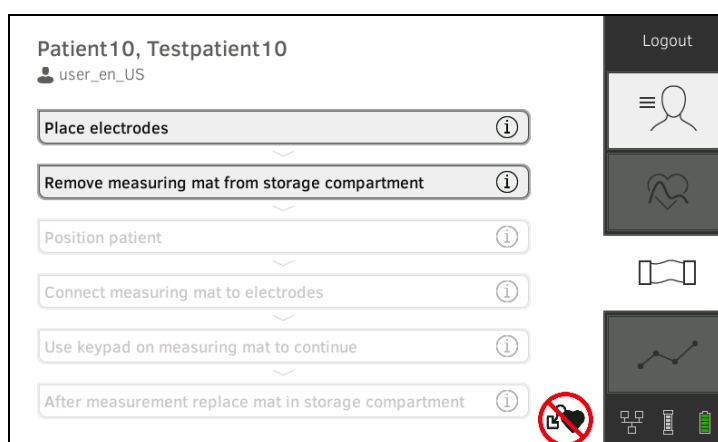 Patient10, Testpatient10
user_en_US
Logout
Place electrodes
Remove measuring mat from storage compartment
Position patient
Connect measuring mat to electrodes
Use keypad on measuring mat to continue
After measurement replace mat in storage compartment